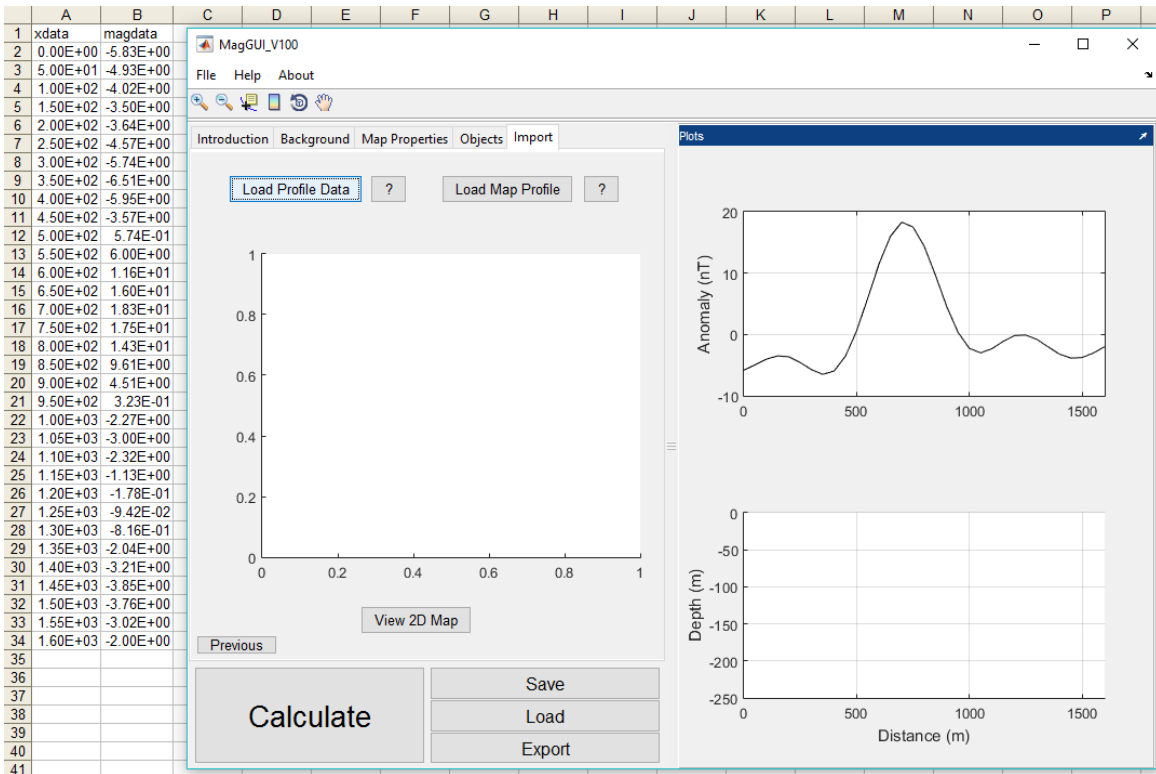 A B C D E F G H I J K L M N O P
1 xdata magdata
2 0.00E+00 -5.83E+00
3 5.00E+01 -4.93E+00
4 1.00E+02 -4.02E+00
5 1.50E+02 -3.50E+00
6 2.00E+02 -3.64E+00
7 2.50E+02 -4.57E+00
8 3.00E+02 -5.74E+00
9 3.50E+02 -6.51E+00
10 4.00E+02 -5.95E+00
11 4.50E+02 -3.57E+00
12 5.00E+02 5.74E-01
13 5.50E+02 6.00E+00
14 6.00E+02 1.16E+01
15 6.50E+02 1.60E+01
16 7.00E+02 1.83E+01
17 7.50E+02 1.75E+01
18 8.00E+02 1.43E+01
19 8.50E+02 9.61E+00
20 9.00E+02 4.51E+00
21 9.50E+02 3.23E-01
22 1.00E+03 -2.27E+00
23 1.05E+03 -3.00E+00
24 1.10E+03 -2.32E+00
25 1.15E+03 -1.13E+00
26 1.20E+03 -1.78E-01
27 1.25E+03 -9.42E-02
28 1.30E+03 -8.16E-01
29 1.35E+03 -2.04E+00
30 1.40E+03 -3.21E+00
31 1.45E+03 -3.85E+00
32 1.50E+03 -3.76E+00
33 1.55E+03 -3.02E+00
34 1.60E+03 -2.00E+00
35
36
37
38
39
40
41
MagGUI_V100
FIle Help About
Introduction Background Map Properties Objects Import
Load Profile Data ? Load Map Profile ?
1
0.8
0.6
0.4
0.2
0
0 0.2 0.4 0.6 0.8 1
View 2D Map
Previous
Calculate
Save
Load
Export
Plots
Anomaly (nT)
20
10
0
-10
0 500 1000 1500
Depth (m)
0
-50
-100
-150
-200
-250
0 500 1000 1500
Distance (m)